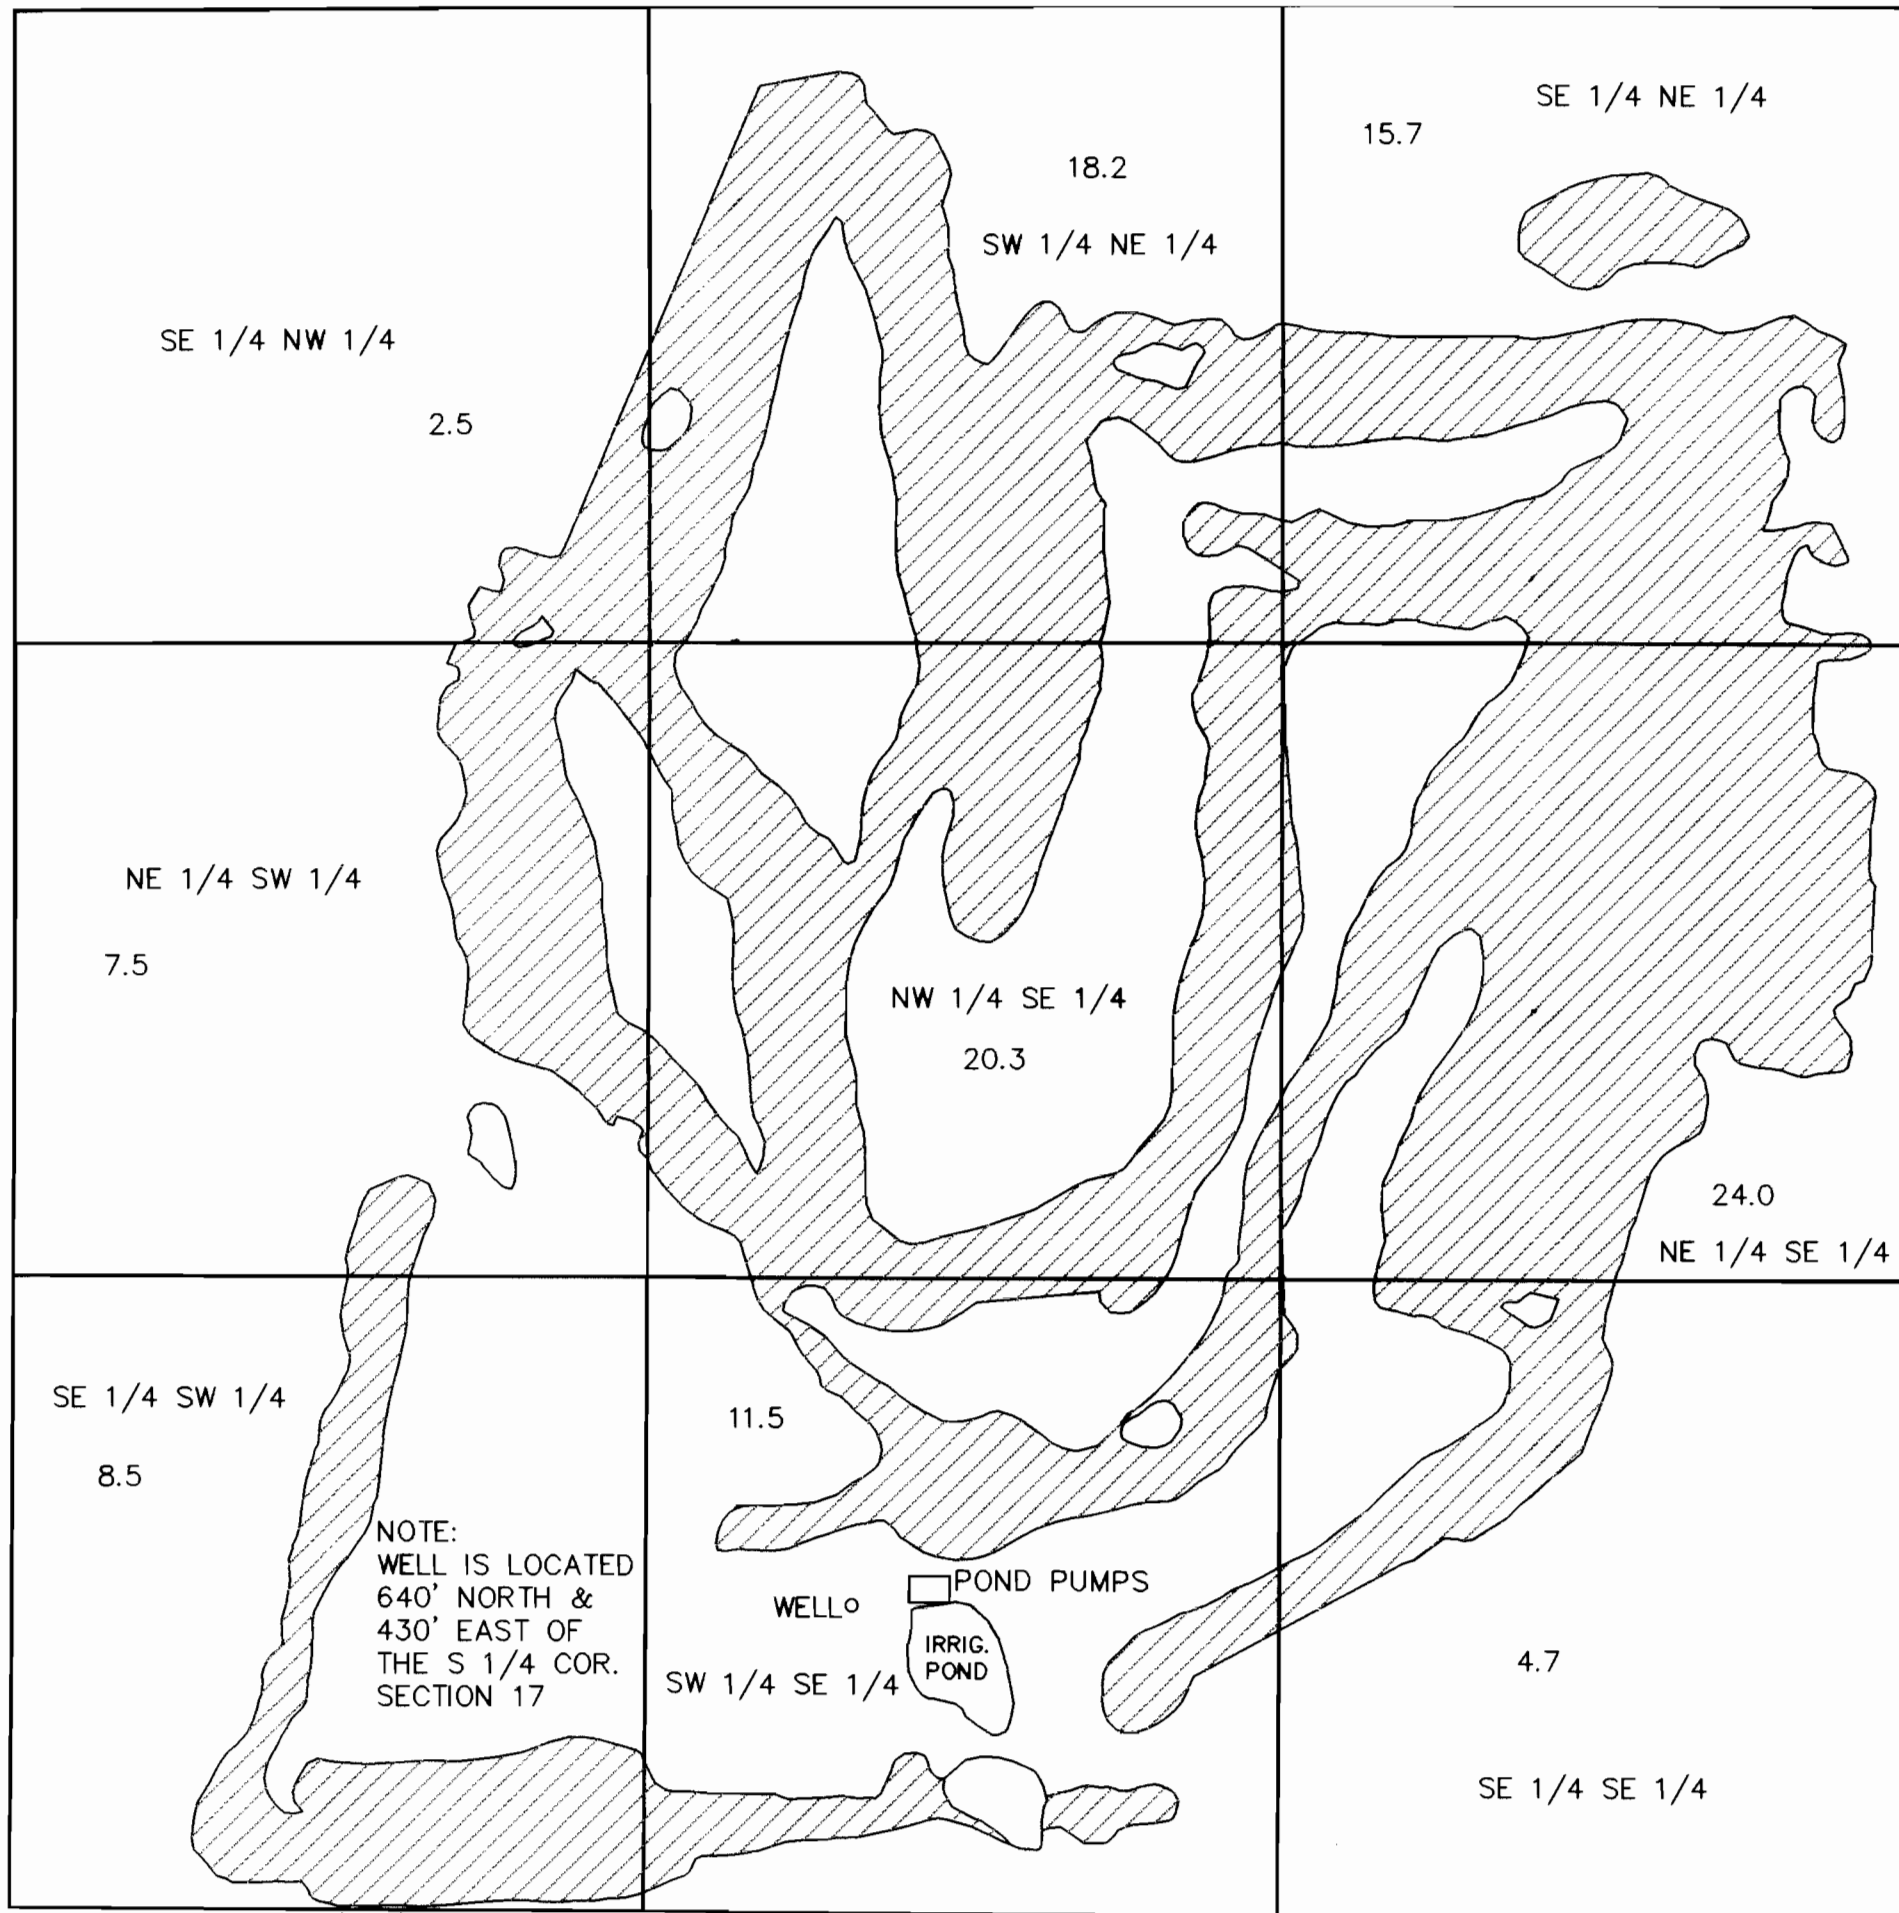 SE 1/4 NE 1/4
15.7
18.2
SW 1/4 NE 1/4
SE 1/4 NW 1/4
2.5
NE 1/4 SW 1/4
7.5
NW 1/4 SE 1/4
20.3
24.0
NE 1/4 SE 1/4
SE 1/4 SW 1/4
8.5
11.5
NOTE:
WELL IS LOCATED
640' NORTH &
430' EAST OF
THE S 1/4 COR.
SECTION 17
POND PUMPS
WELL
IRRIG.
POND
SW 1/4 SE 1/4
4.7
SE 1/4 SE 1/4